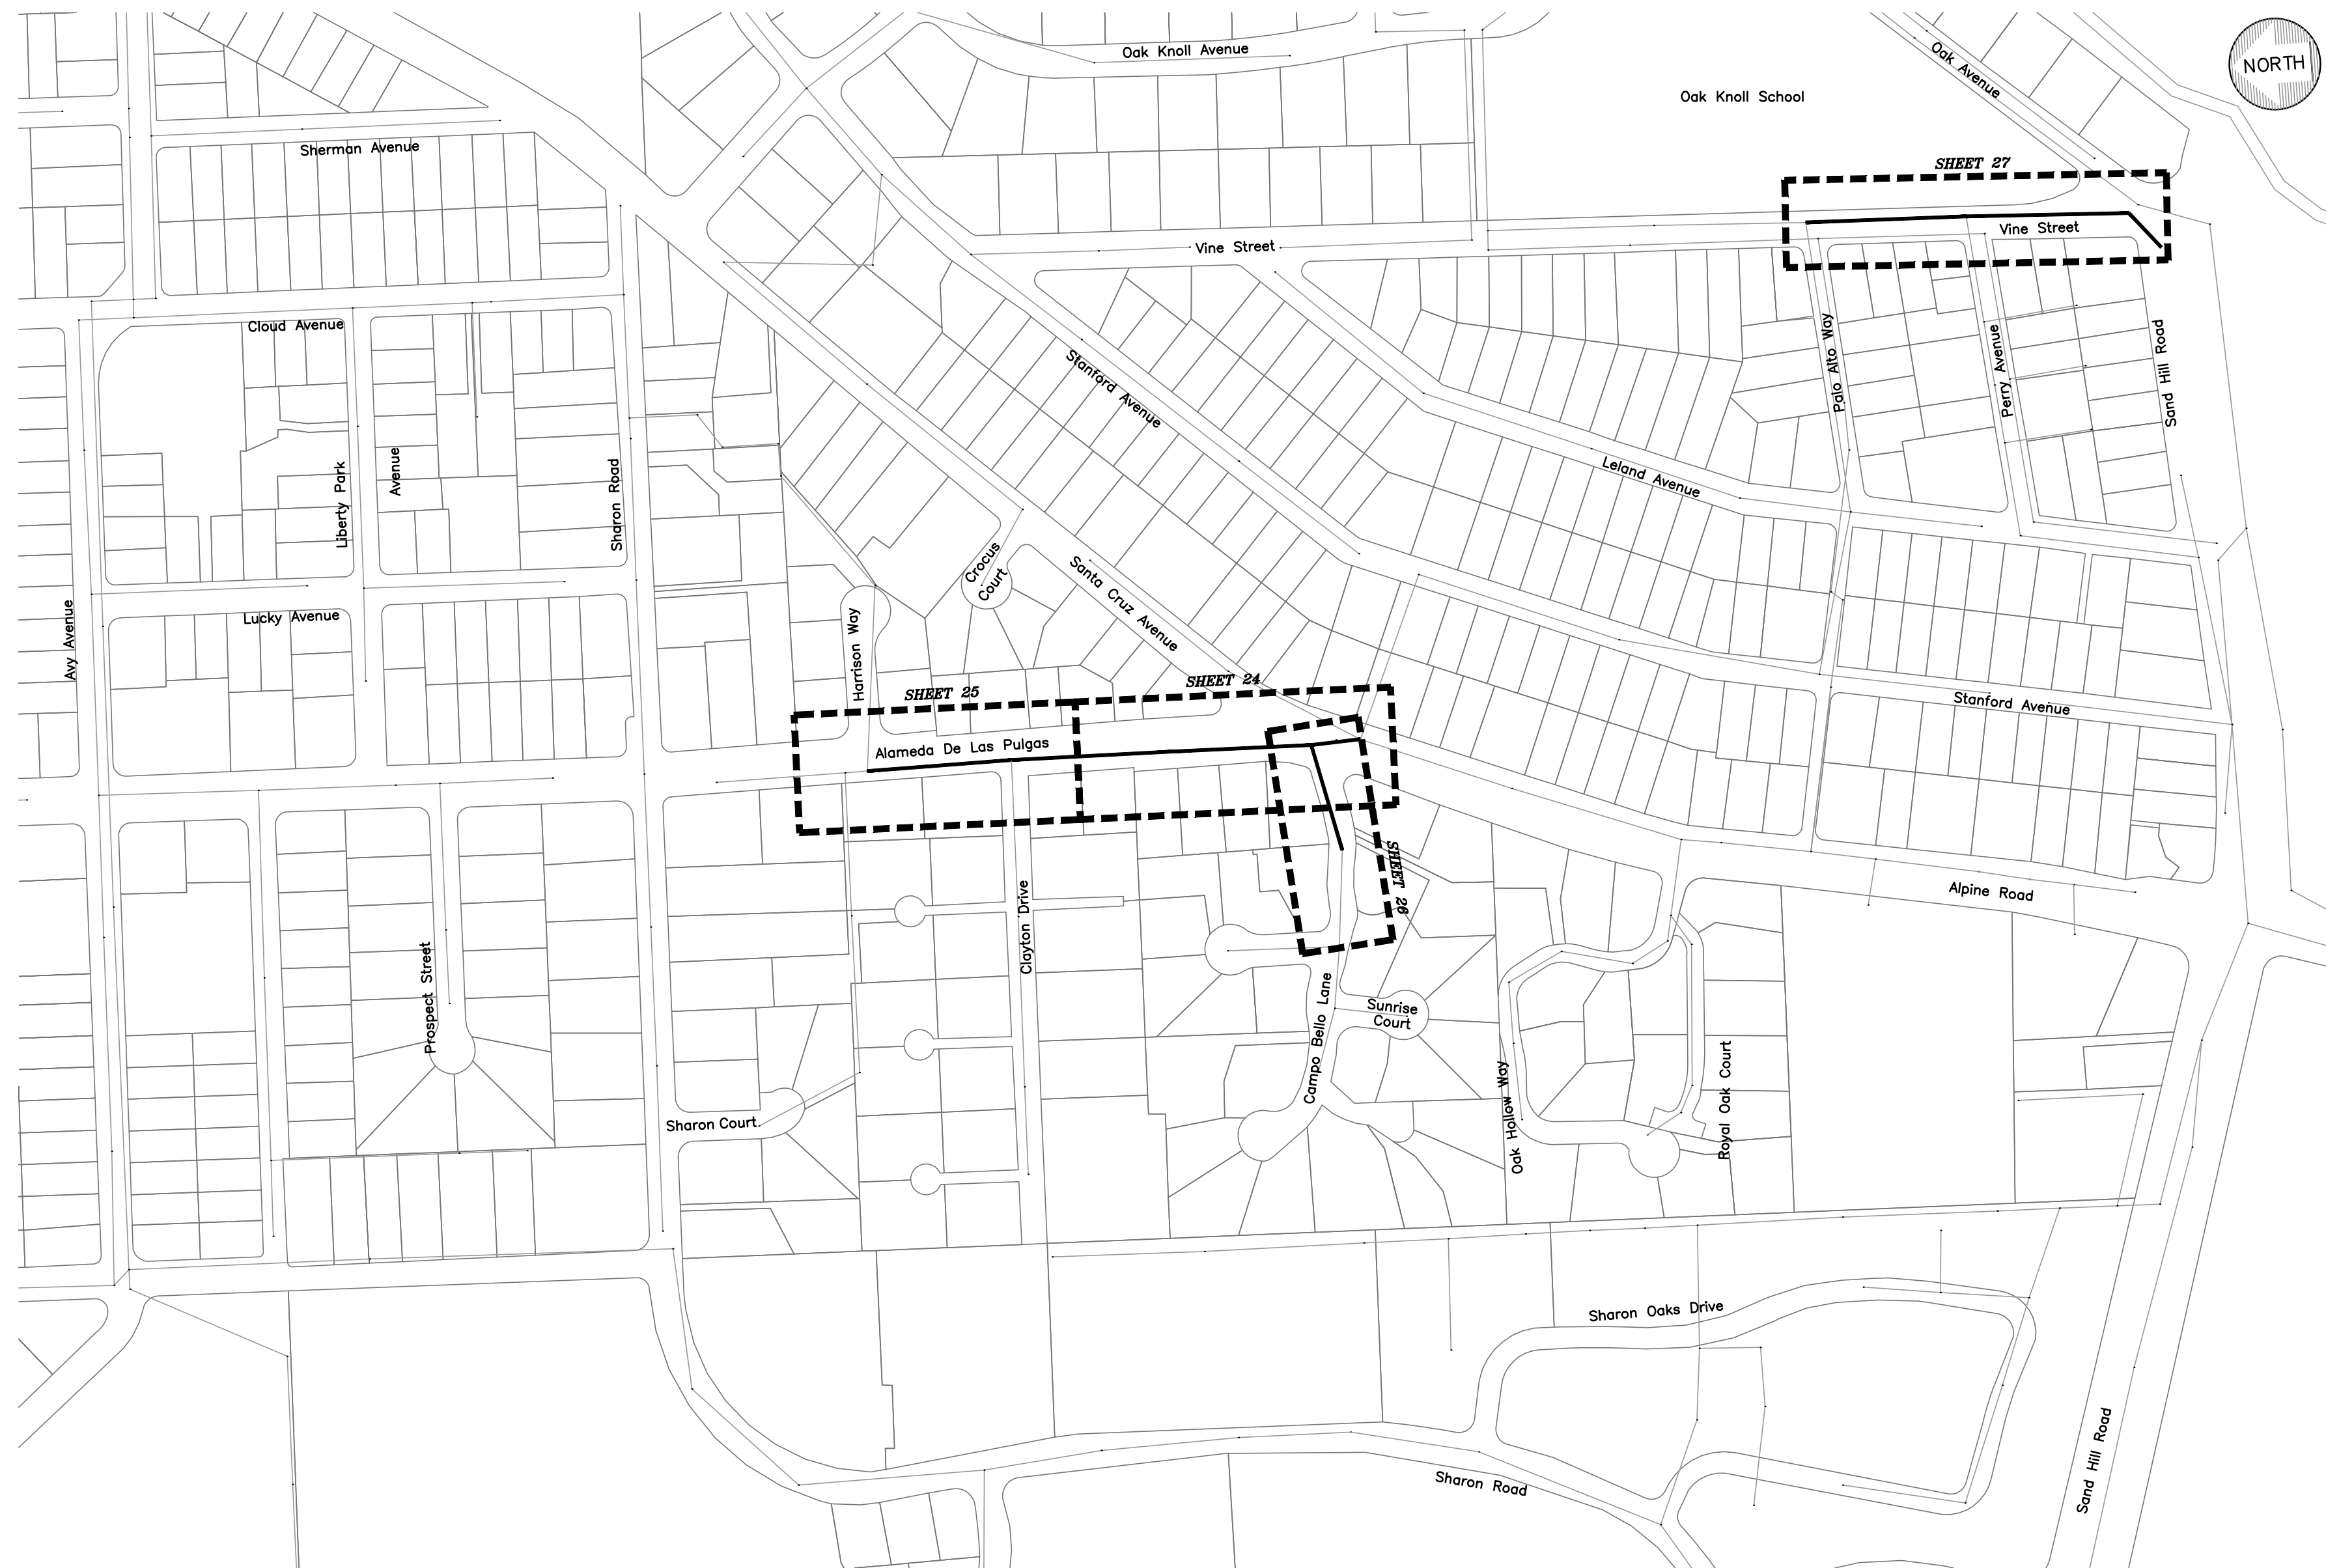 Oak Knoll Avenue
Oak Avenue
NORTH
Oak Knoll School
Sherman Avenue
SHEET 27
Vine Street
Vine Street
Cloud Avenue
Stanford Avenue
Palo Alto Way
Perry Avenue
Sand Hill Road
Liberty Park
Avenue
Sharon Road
Leland Avenue
Crocus
Court
Santa Cruz Avenue
Avy Avenue
Lucky Avenue
Harrison Way
SHEET 25
SHEET 24
Stanford Avenue
Alameda De Las Pulgas
SHEET 26
Alpine Road
Clayton Drive
Prospect Street
Campo Bello Lane
Sunrise
Court
Oak Hollow Way
Royal Oak Court
Sharon Court
Sharon Oaks Drive
Sharon Road
Sand Hill Road